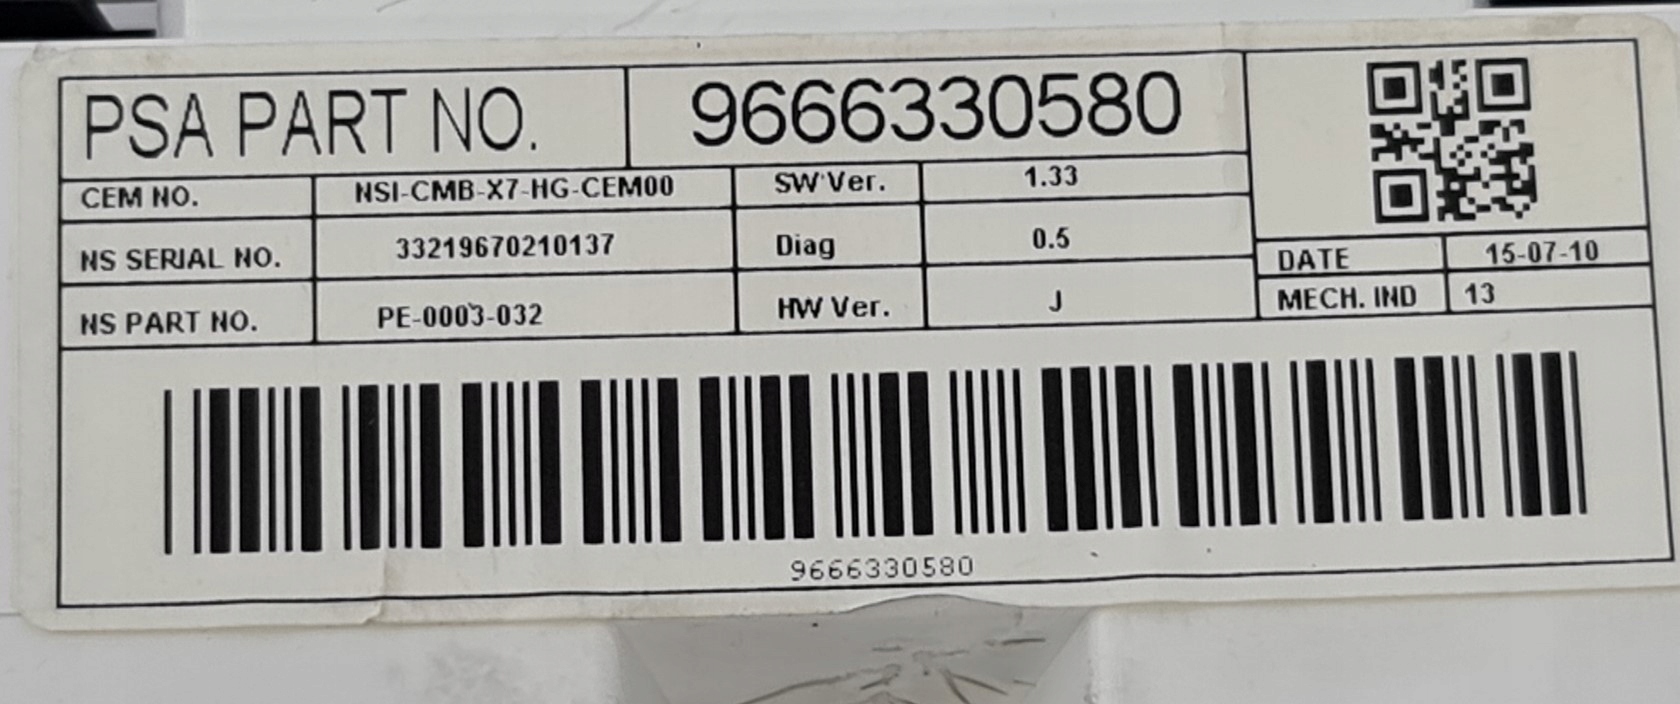 PSA PART NO. 9666330580
CEM NO. NSI-CMB-X7-HG-CEM00 SW Ver. 1.33
NS SERIAL NO. 33219670210137 Diag 0.5 DATE 15-07-10
NS PART NO. PE-0003-032 HW Ver. J MECH. IND 13
9666330580